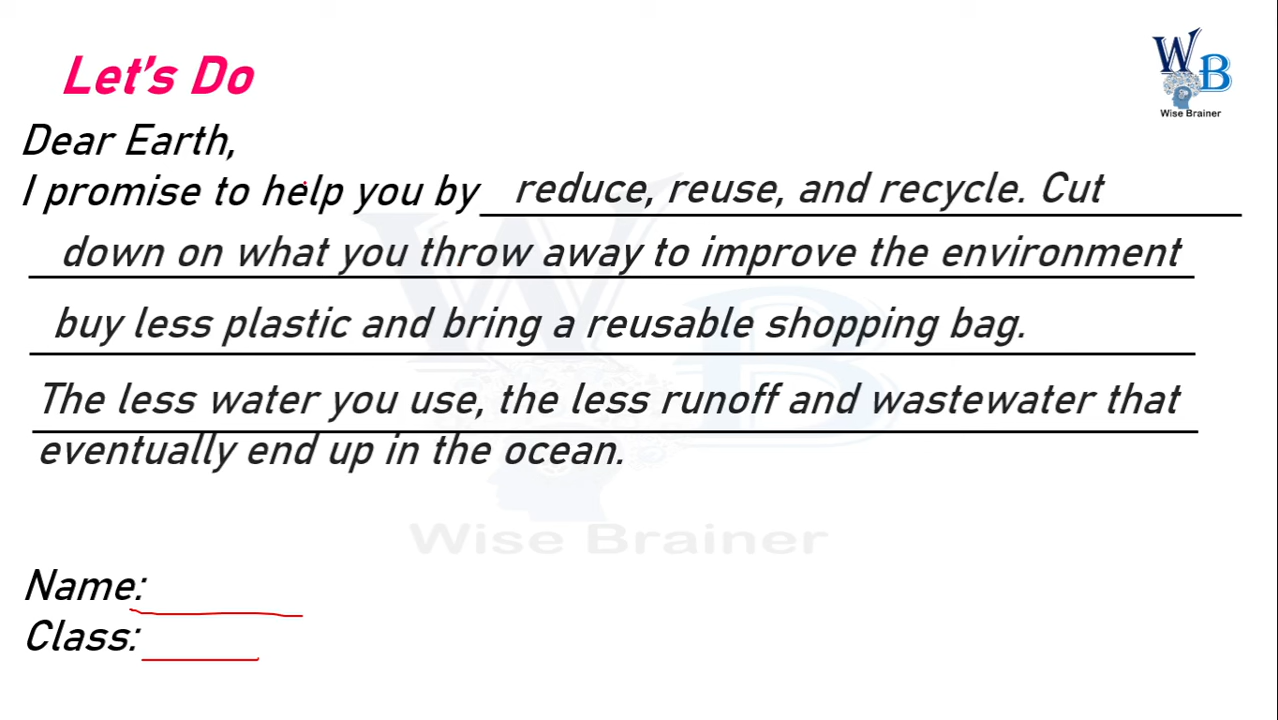 Let's Do
W B
Wise Brainer
Dear Earth,
I promise to help you by reduce, reuse, and recycle. Cut
down on what you throw away to improve the environment
buy less plastic and bring a reusable shopping bag.
The less water you use, the less runoff and wastewater that
eventually end up in the ocean.
WB
Wise Brainer
Name:
Class: